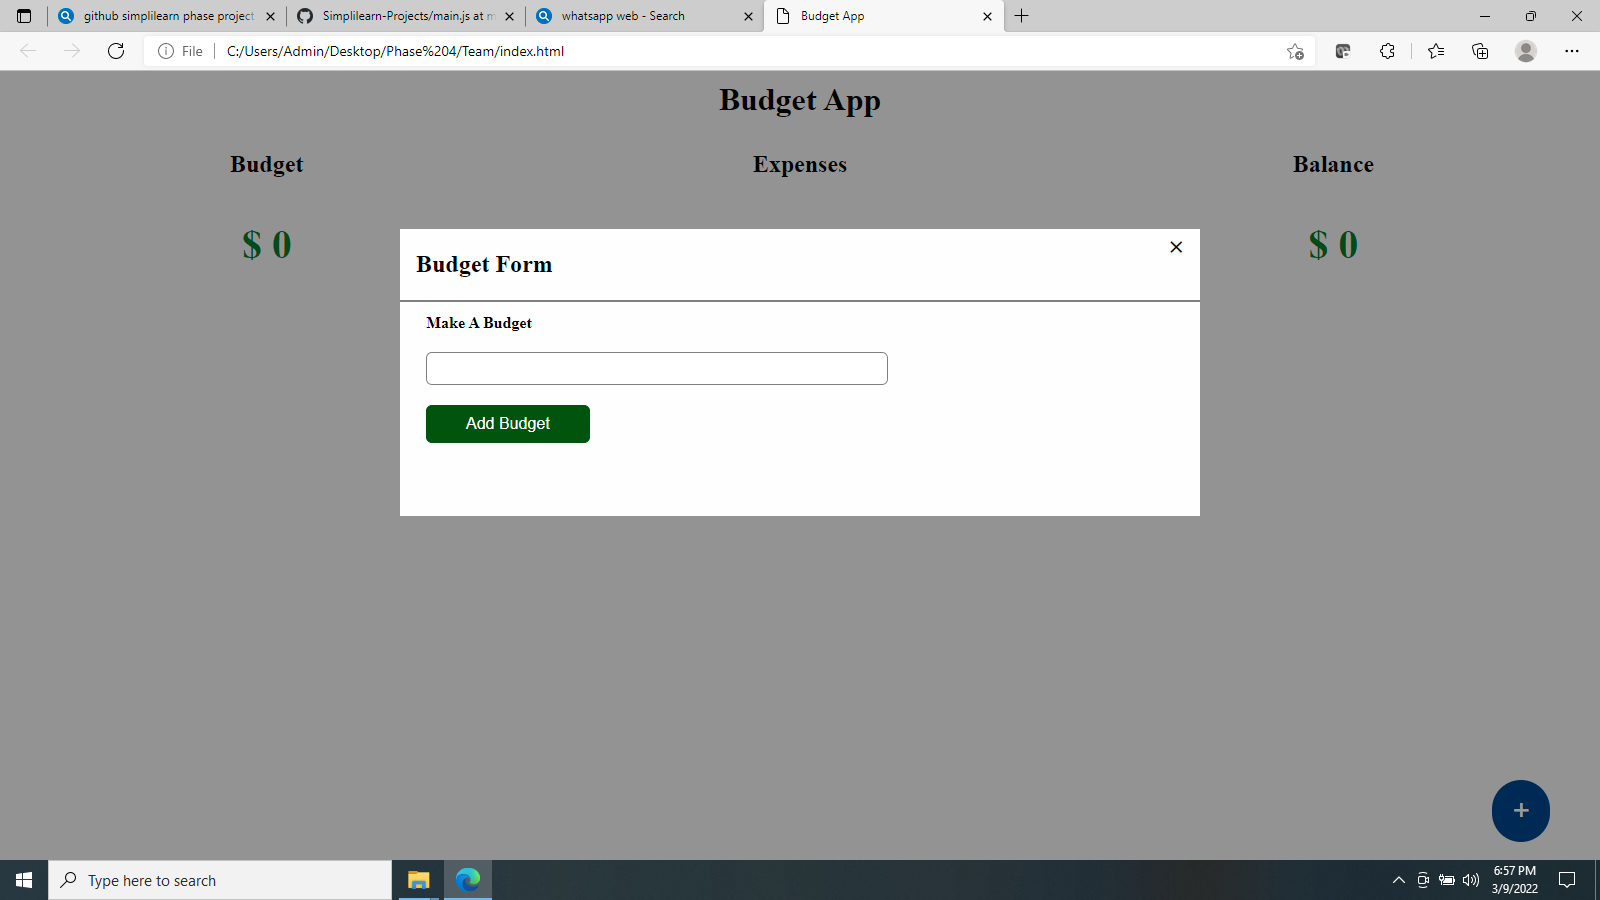 github simplilearn phase project
Simplilearn-Projects/main.js at m
whatsapp web - Search
Budget App
File
C:/Users/Admin/Desktop/Phase%204/Team/index.html
Budget App
Budget
Expenses
Balance
$ 0
$ 0
Budget Form
Make A Budget
Add Budget
+
Type here to search
6:57 PM
3/9/2022